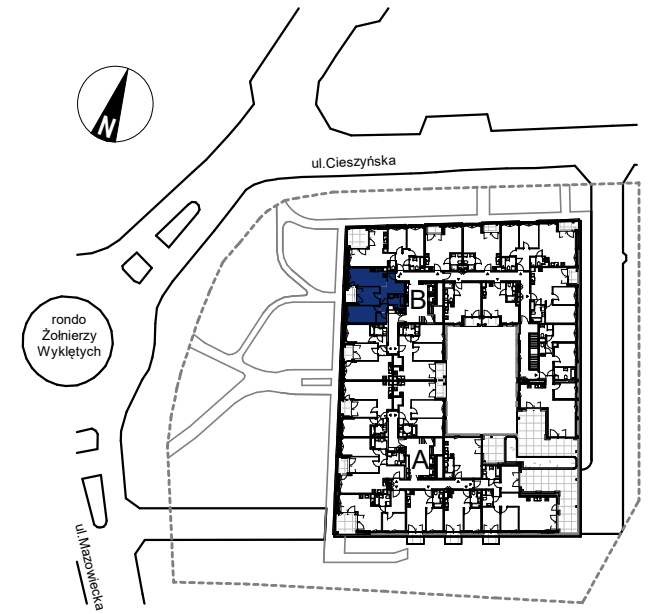 N
ul.Cieszyńska
B
rondo
Żołnierzy
Wyklętych
A
ul.Mazowiecka